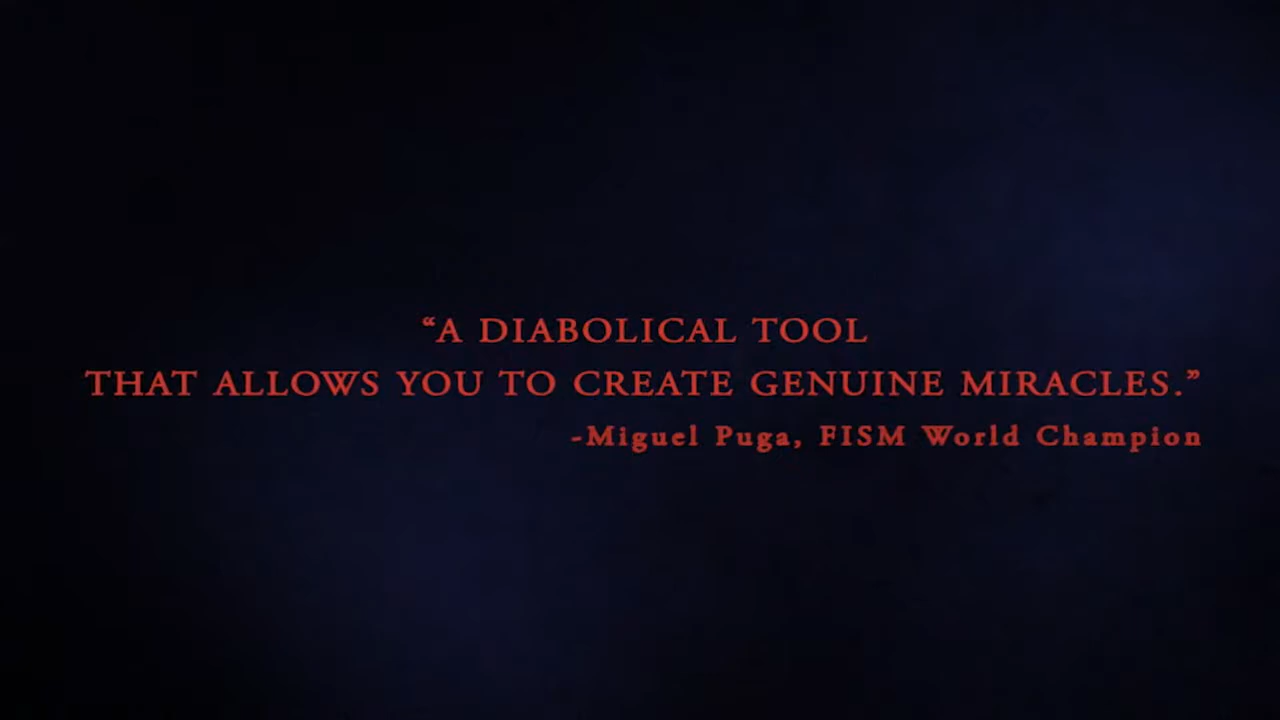 “A DIABOLICAL TOOL
THAT ALLOWS YOU TO CREATE GENUINE MIRACLES.”
-Miguel Puga, FISM World Champion